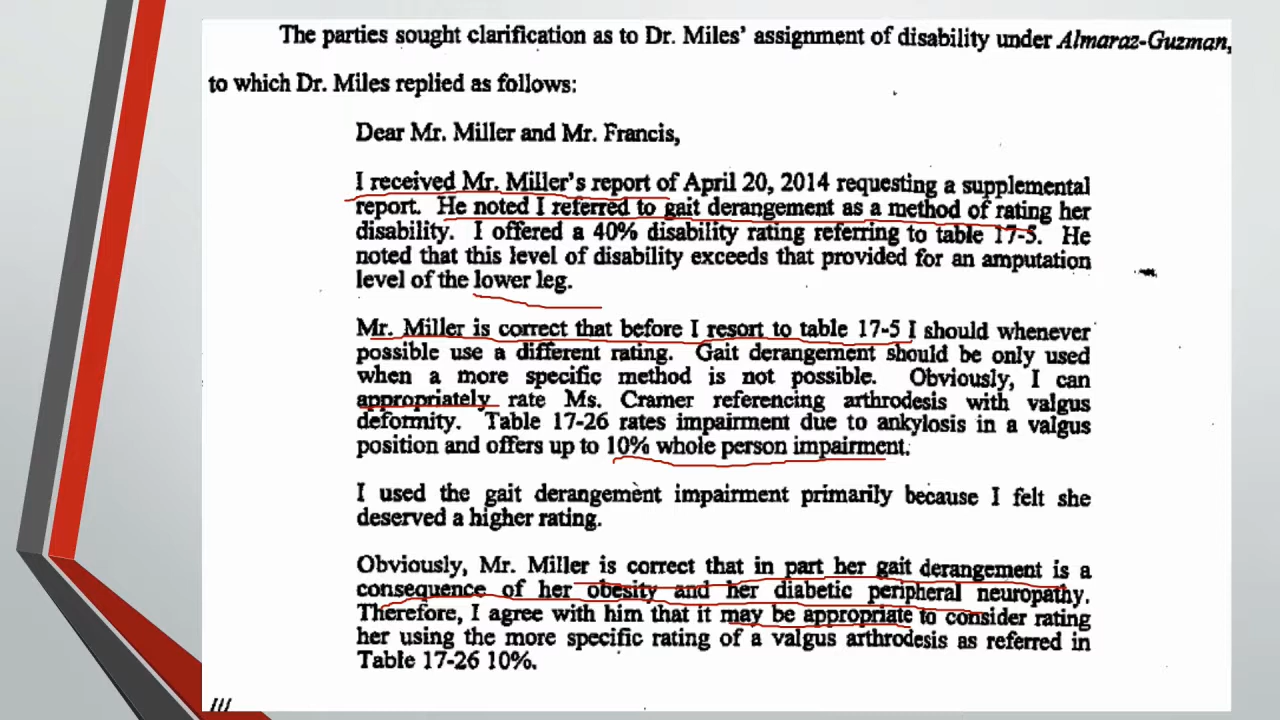 The parties sought clarification as to Dr. Miles' assignment of disability under Almaraz-Guzman,
to which Dr. Miles replied as follows:
Dear Mr. Miller and Mr. Francis,
I received Mr. Miller's report of April 20, 2014 requesting a supplemental
report. He noted I referred to gait derangement as a method of rating her
disability. I offered a 40% disability rating referring to table 17-5. He
noted that this level of disability exceeds that provided for an amputation
level of the lower leg.
Mr. Miller is correct that before I resort to table 17-5 I should whenever
possible use a different rating. Gait derangement should be only used
when a more specific method is not possible. Obviously, I can
appropriately rate Ms. Cramer referencing arthrodesis with valgus
deformity. Table 17-26 rates impairment due to ankylosis in a valgus
position and offers up to 10% whole person impairment.
I used the gait derangement impairment primarily because I felt she
deserved a higher rating.
Obviously, Mr. Miller is correct that in part her gait derangement is a
consequence of her obesity and her diabetic peripheral neuropathy.
Therefore, I agree with him that it may be appropriate to consider rating
her using the more specific rating of a valgus arthrodesis as referred in
Table 17-26 10%.
///